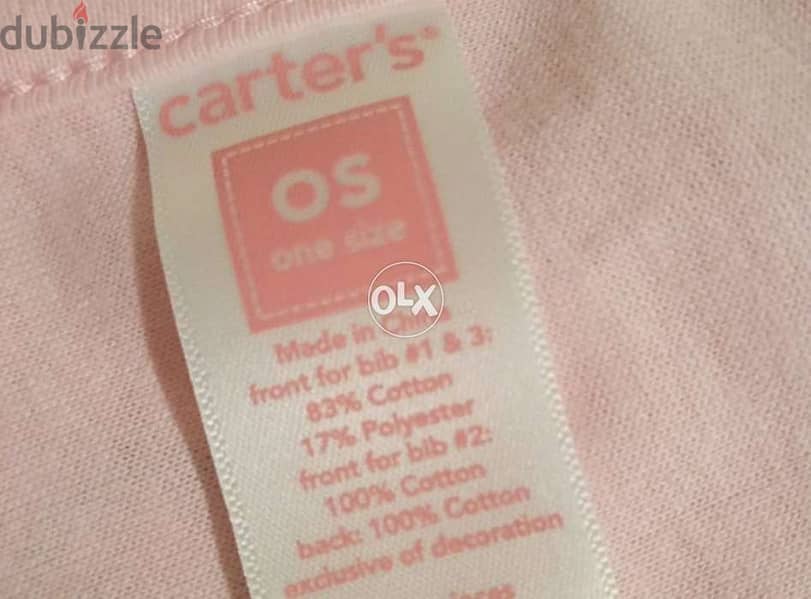 dubizzle
carter's®
OS
one size
OLX
Made in China
front for bib #1 & 3:
83% Cotton
17% Polyester
front for bib #2:
100% Cotton
back: 100% Cotton
exclusive of decoration